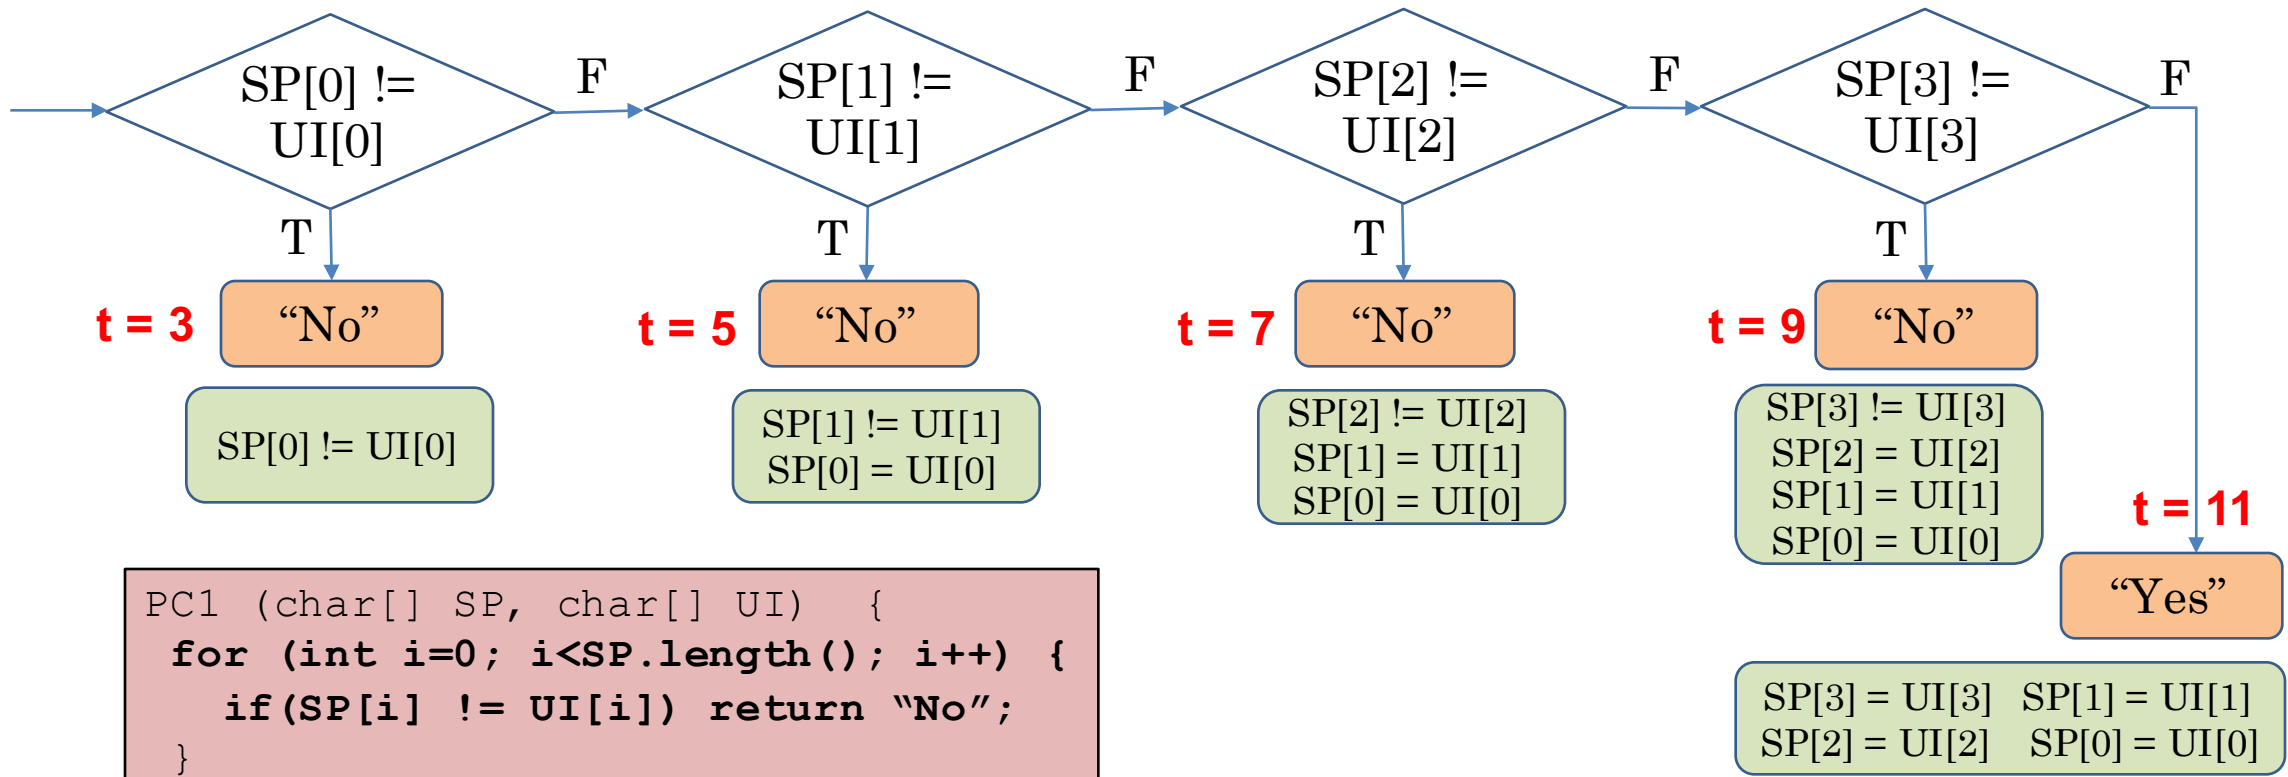 SP[0] !=
UI[0]
F
SP[1] !=
UI[1]
F
SP[2] !=
UI[2]
F
SP[3] !=
UI[3]
F
T
T
T
T
t = 3
“No”
t = 5
“No”
t = 7
“No”
t = 9
“No”
SP[0] != UI[0]
SP[1] != UI[1]
SP[0] = UI[0]
SP[2] != UI[2]
SP[1] = UI[1]
SP[0] = UI[0]
SP[3] != UI[3]
SP[2] = UI[2]
SP[1] = UI[1]
SP[0] = UI[0]
t = 11
“Yes”
SP[3] = UI[3] SP[1] = UI[1]
SP[2] = UI[2] SP[0] = UI[0]
PC1 (char[] SP, char[] UI) {
for (int i=0; i<SP.length(); i++) {
if(SP[i] != UI[i]) return “No”;
}